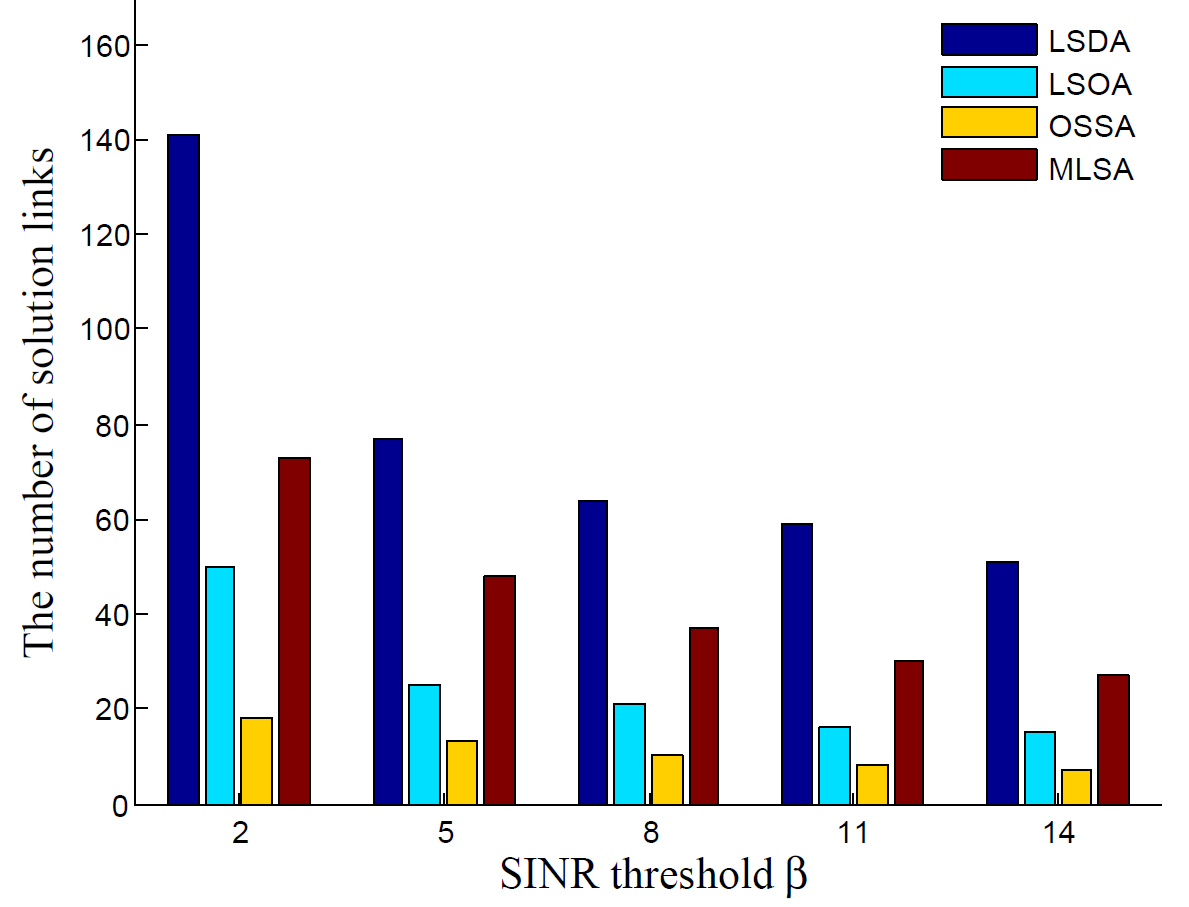 The number of solution links
160
140
120
100
80
60
40
20
0
LSDA
LSOA
OSSA
MLSA
2 5 8 11 14
SINR threshold β